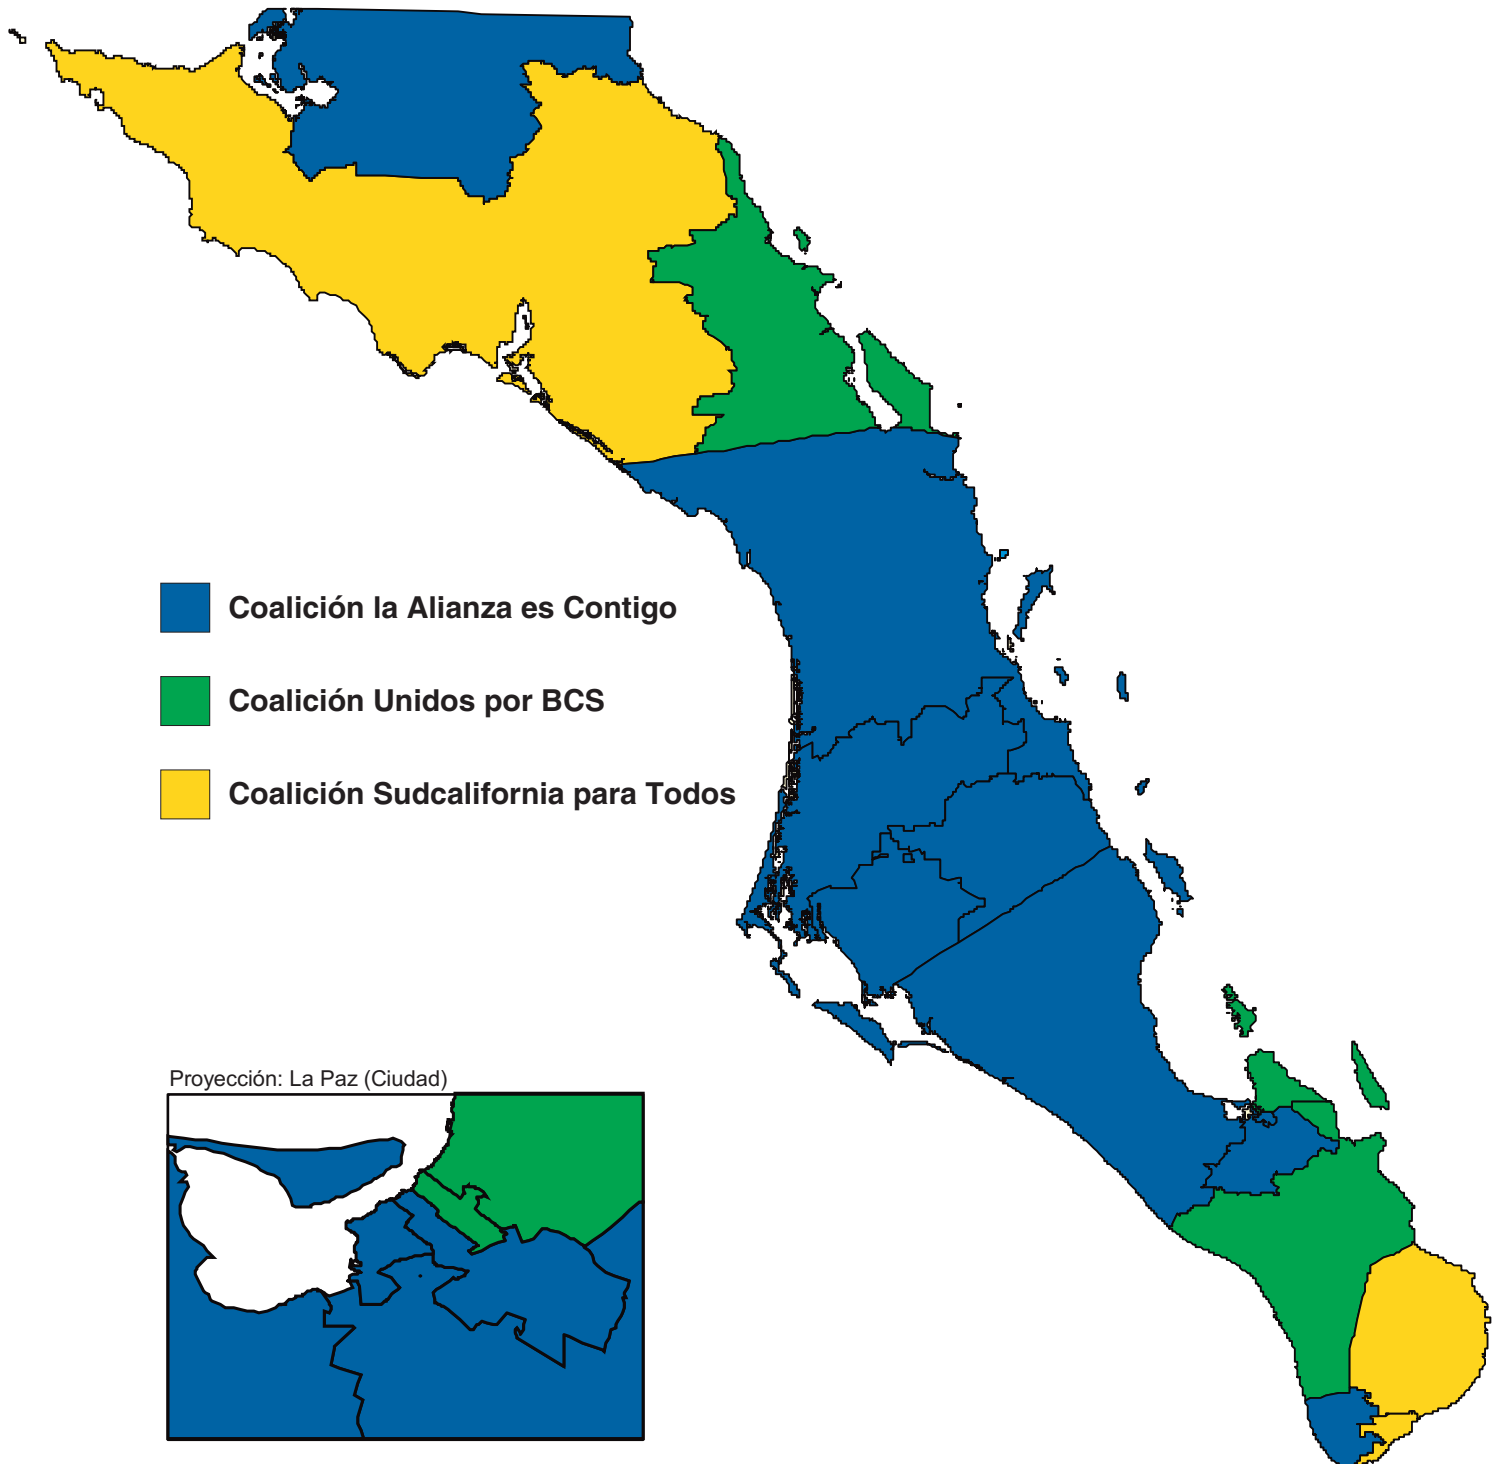 Coalición la Alianza es Contigo
Coalición Unidos por BCS
Coalición Sudcalifornia para Todos
Proyección: La Paz (Ciudad)